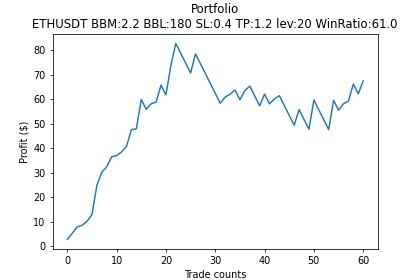 Portfolio
ETHUSDT BBM:2.2 BBL:180 SL:0.4 TP:1.2 lev:20 WinRatio:61.0
Profit ($)
80
70
60
50
40
30
20
10
0
0 10 20 30 40 50 60
Trade counts